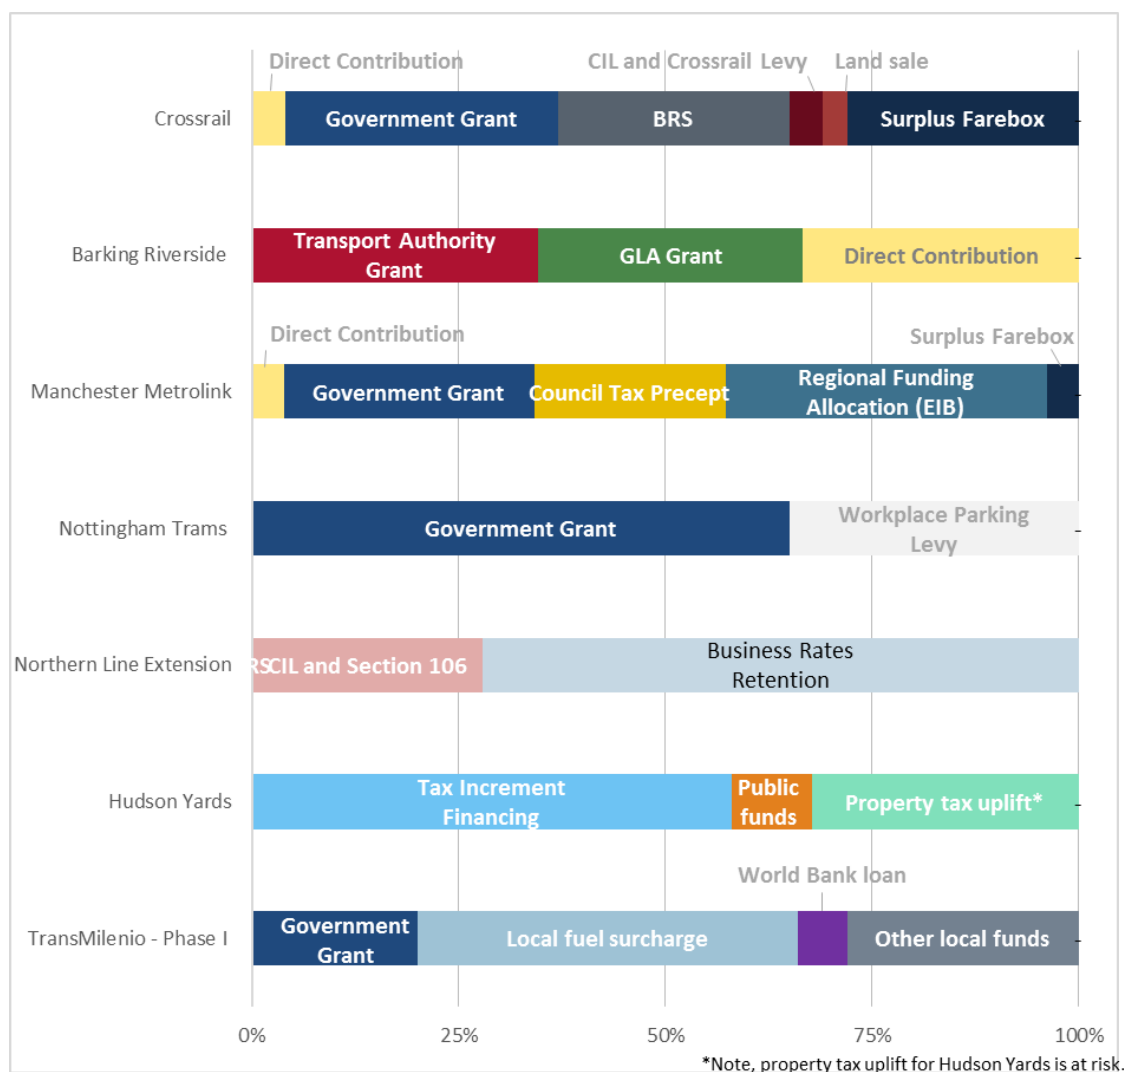 Direct Contribution
CIL and Crossrail Levy
Land sale
Crossrail
Government Grant
BRS
Surplus Farebox
Barking Riverside
Transport Authority
Grant
GLA Grant
Direct Contribution
Direct Contribution
Surplus Farebox
Manchester Metrolink
Government Grant
Council Tax Precept
Regional Funding
Allocation (EIB)
Nottingham Trams
Government Grant
Workplace Parking
Levy
Northern Line Extension
CIL and Section 106
Business Rates
Retention
Hudson Yards
Tax Increment
Financing
Public
funds
Property tax uplift*
World Bank loan
TransMilenio - Phase I
Government
Grant
Local fuel surcharge
Other local funds
0%
25%
50%
75%
100%
*Note, property tax uplift for Hudson Yards is at risk.